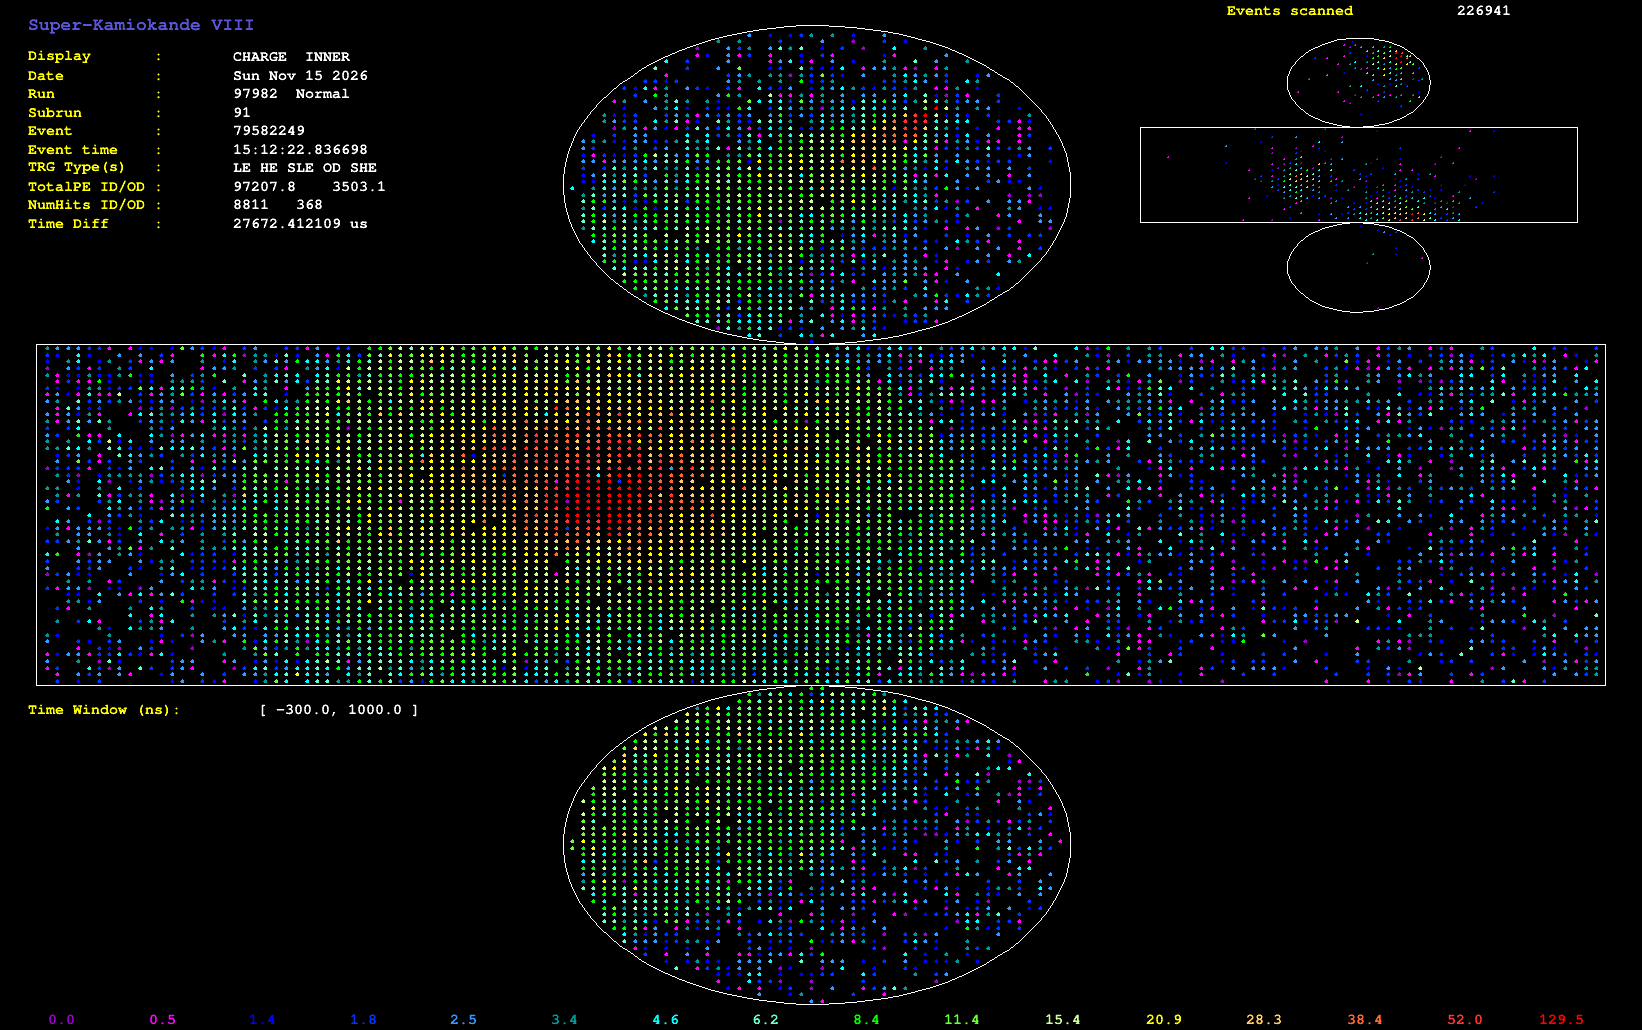 Super-Kamiokande VIII
Events scanned 226941
Display : CHARGE INNER
Date : Sun Nov 15 2026
Run : 97982 Normal
Subrun : 91
Event : 79582249
Event time : 15:12:22.836698
TRG Type(s) : LE HE SLE OD SHE
TotalPE ID/OD : 97207.8 3503.1
NumHits ID/OD : 8811 368
Time Diff : 27672.412109 us
Time Window (ns): [ -300.0, 1000.0 ]
0.0 0.5 1.4 1.8 2.5 3.4 4.6 6.2 8.4 11.4 15.4 20.9 28.3 38.4 52.0 129.5